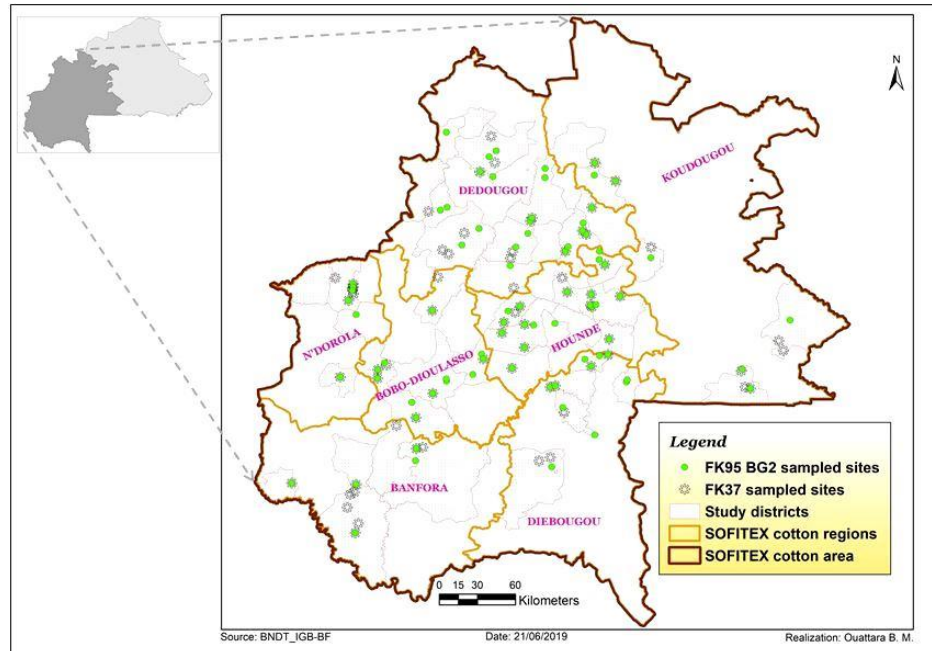 N
KOUDOUGOU
DEDOUGOU
N'DOROLA
BOBO-DIOULASSO
HOUNDE
BANFORA
DIEBOUGOU
Legend
FK95 BG2 sampled sites
FK37 sampled sites
Study districts
SOFITEX cotton regions
SOFITEX cotton area
0 15 30 60
Kilometers
Source: BNDT_IGB-BF Date: 21/06/2019 Realization: Ouattara B. M.